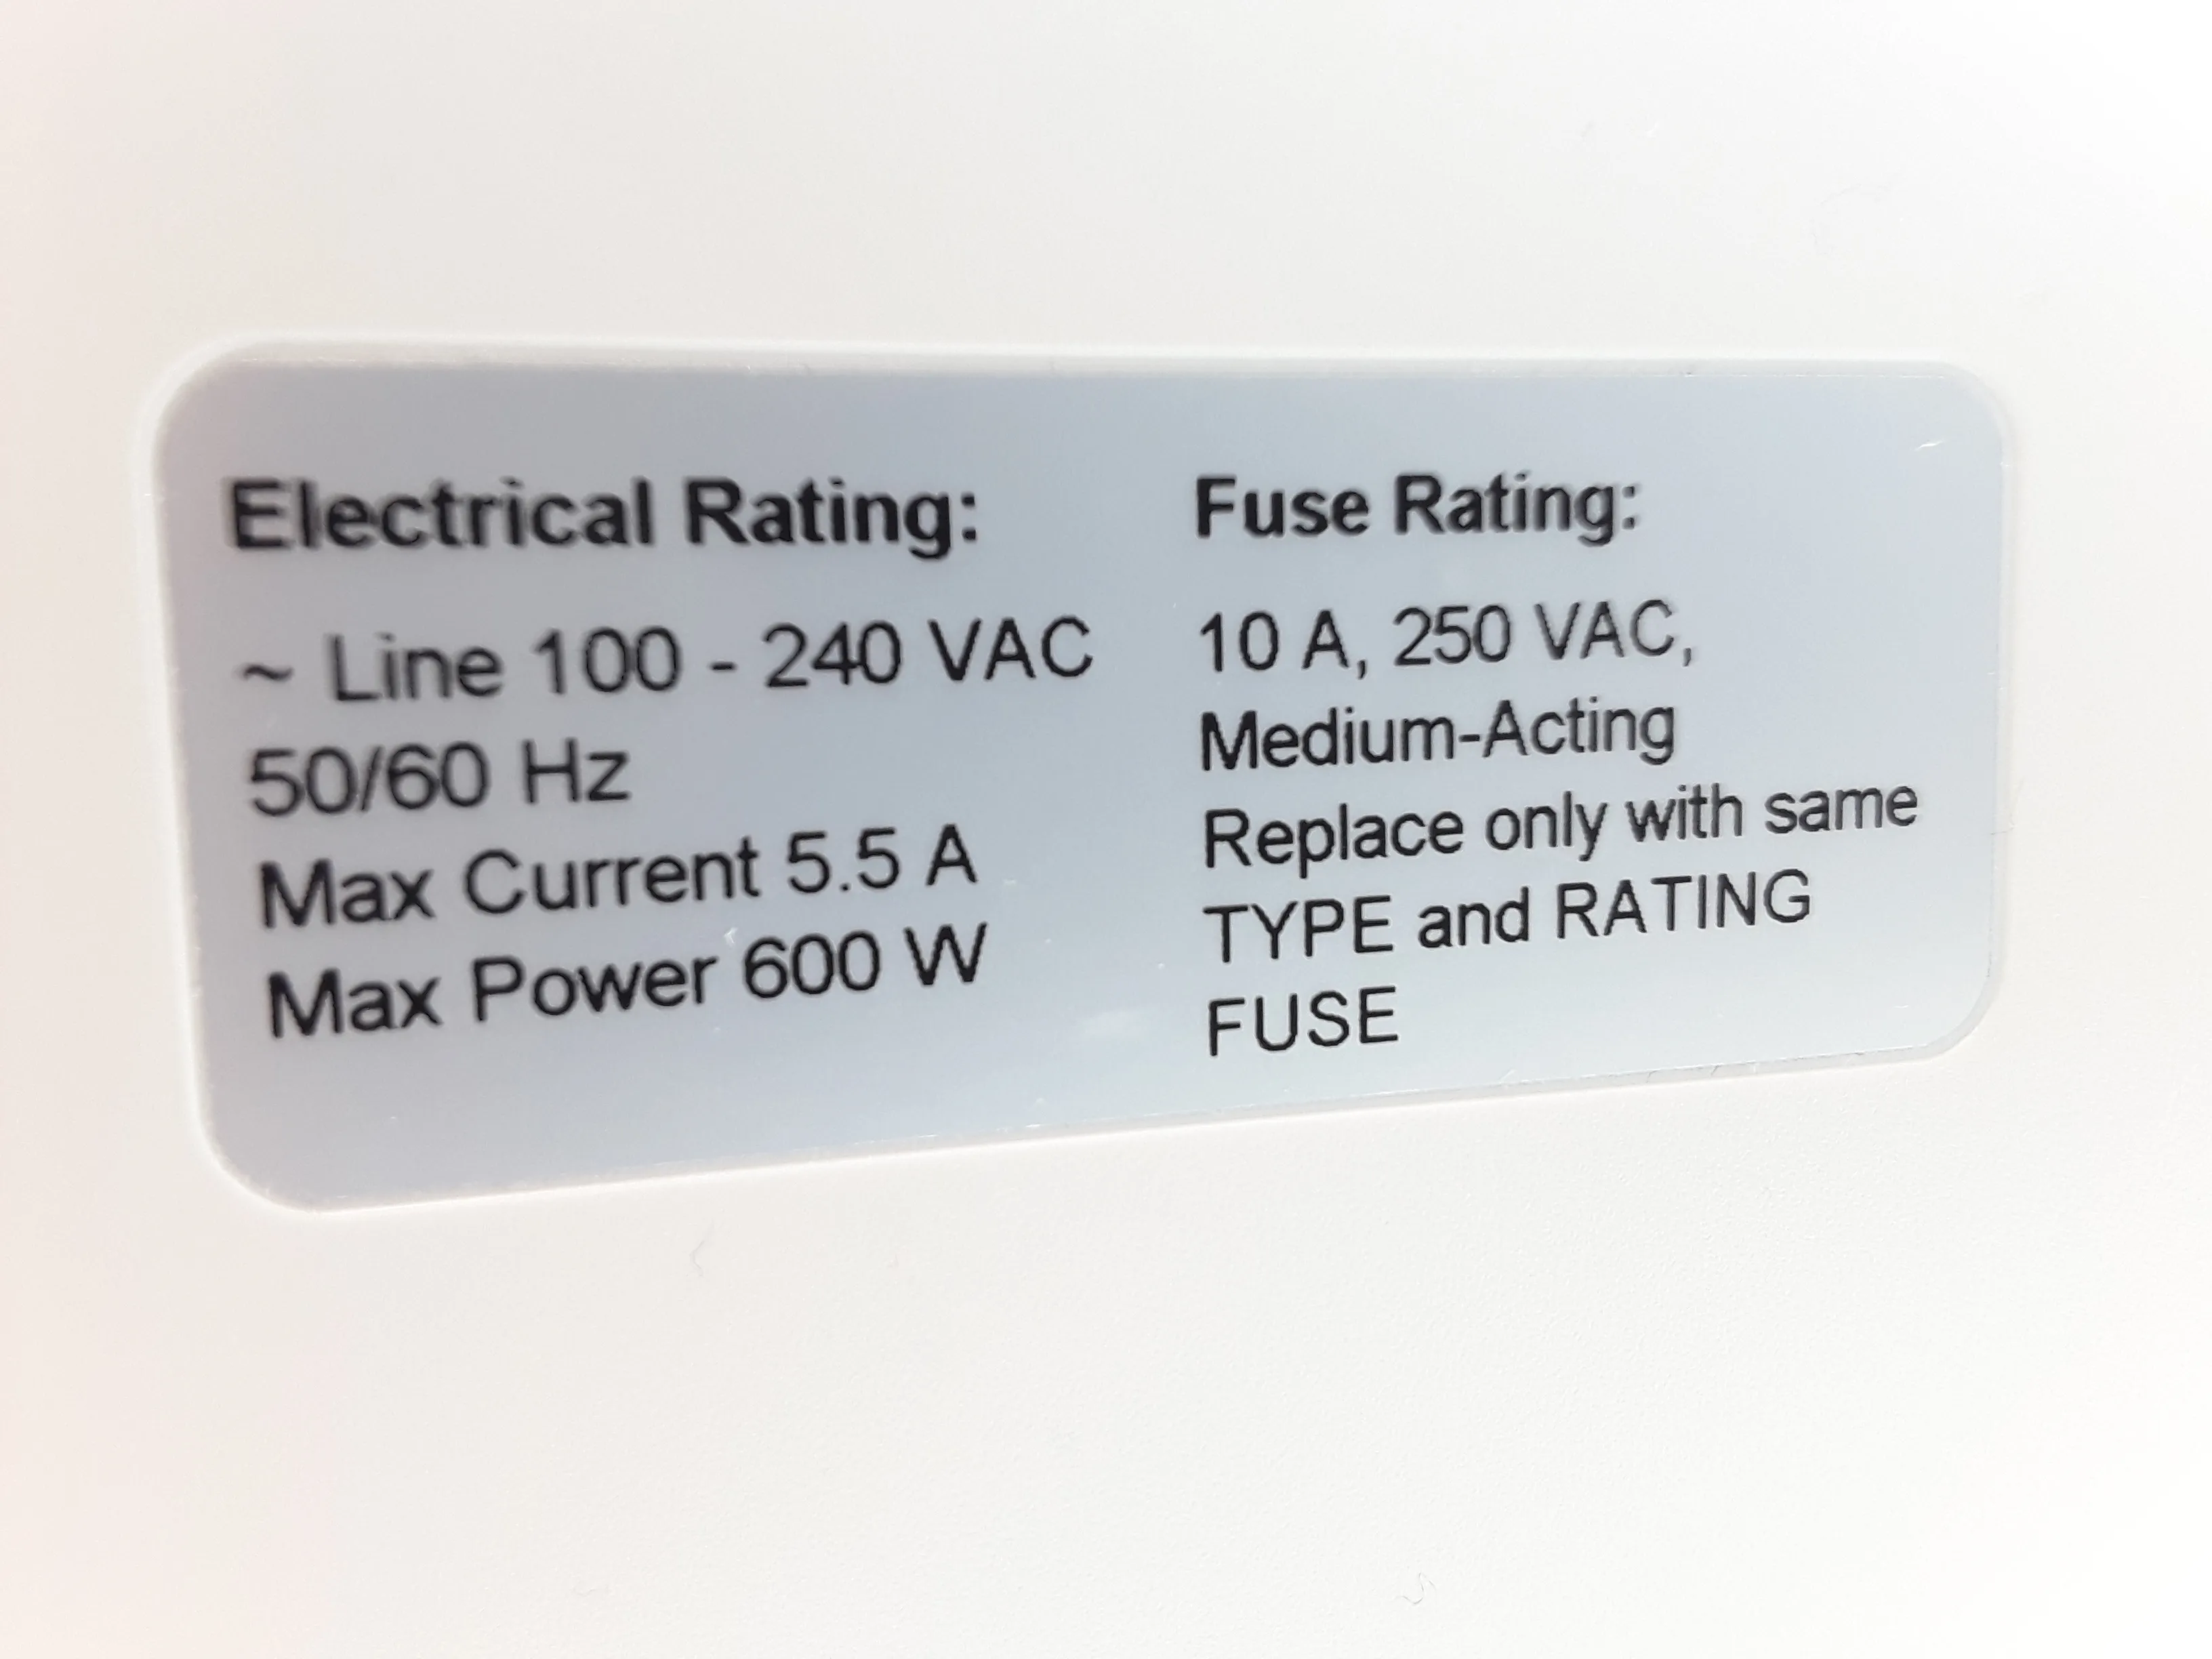 Electrical Rating:
~ Line 100 - 240 VAC
50/60 Hz
Max Current 5.5 A
Max Power 600 W
Fuse Rating:
10 A, 250 VAC,
Medium-Acting
Replace only with same
TYPE and RATING
FUSE